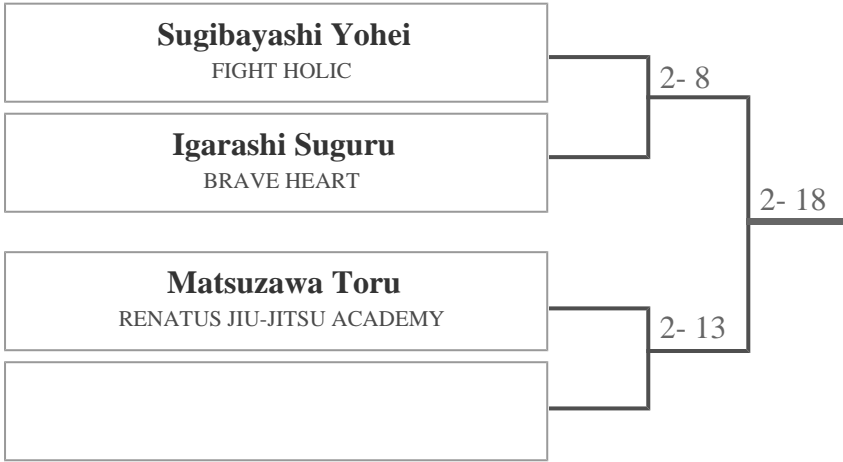 Sugibayashi Yohei
FIGHT HOLIC
2- 8
Igarashi Suguru
BRAVE HEART
2- 18
Matsuzawa Toru
RENATUS JIU-JITSU ACADEMY
2- 13